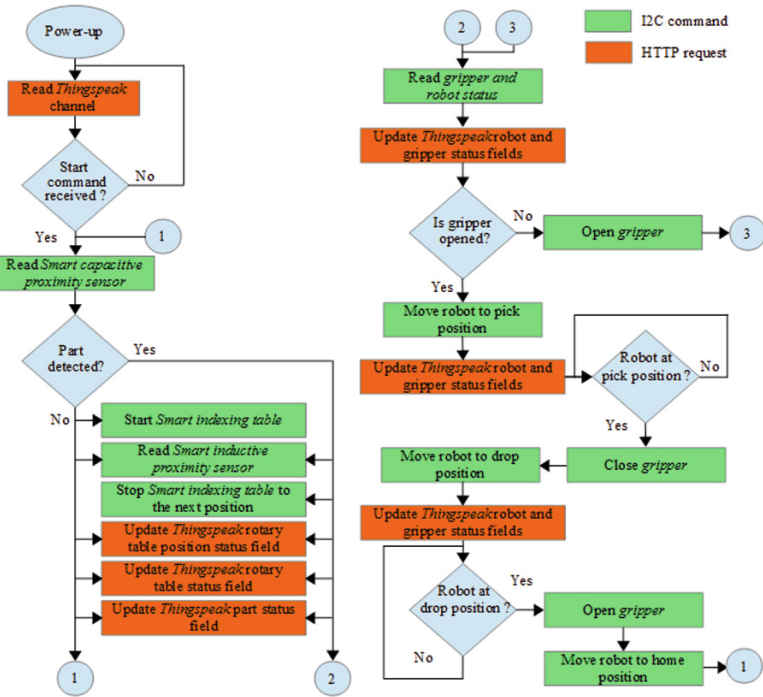 Power-up
Read Thingspeak
channel
Start
command
received ?
No
Yes
1
Read Smart capacitive
proximity sensor
Part
detected?
Yes
No
Start Smart indexing table
Read Smart inductive
proximity sensor
Stop Smart indexing table to
the next position
Update Thingspeak rotary
table position status field
Update Thingspeak rotary
table status field
Update Thingspeak part status
field
1
2
2
3
I2C command
HTTP request
Read gripper and
robot status
Update Thingspeak robot and
gripper status fields
Is gripper
opened?
No
Open gripper
3
Yes
Move robot to pick
position
Update Thingspeak robot and
gripper status fields
Robot at
pick position ?
No
Yes
Close gripper
Move robot to drop
position
Update Thingspeak robot and
gripper status fields
Robot at
drop position ?
Yes
No
Open gripper
Move robot to home
position
1